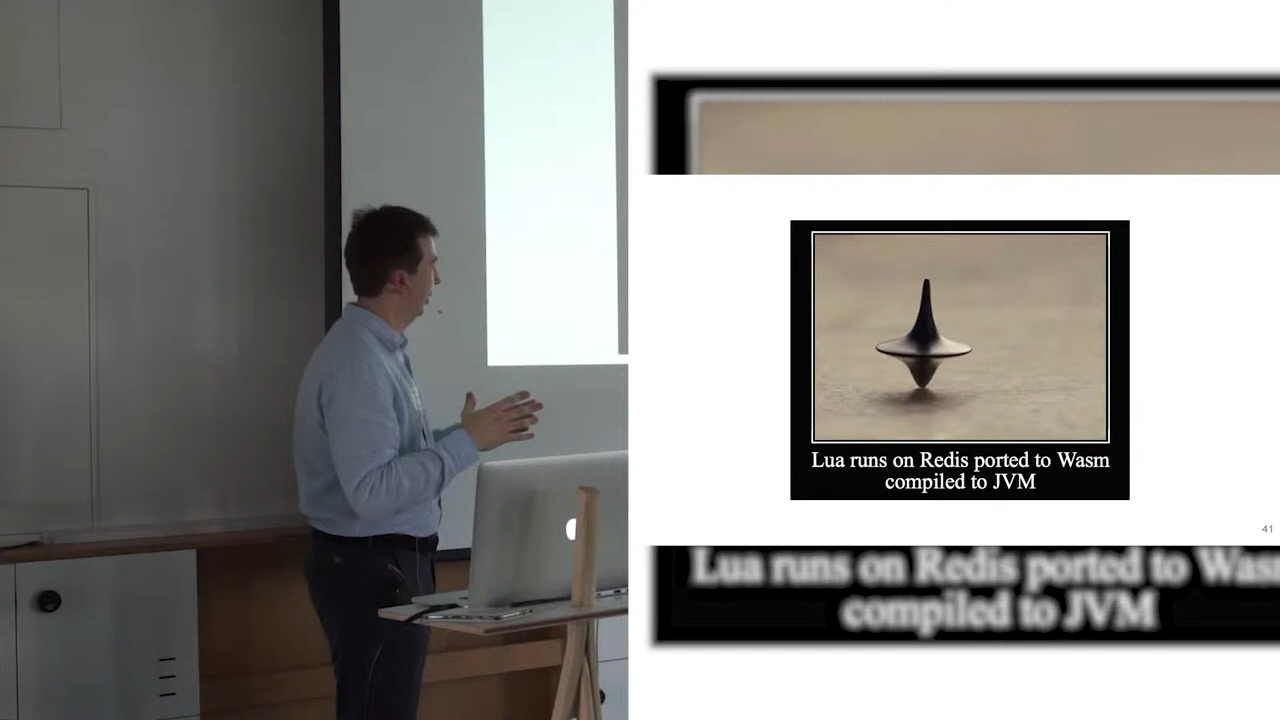 Lua runs on Redis ported to Wasm
compiled to JVM
41
Lua runs on Redis ported to Wasm
compiled to JVM